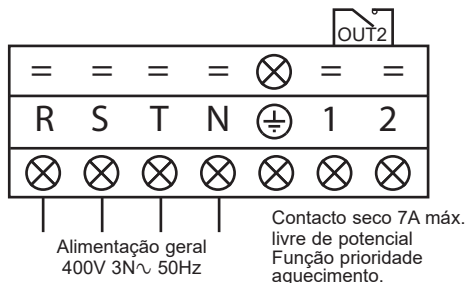 OUT2
= = = = = =
R S T N 1 2
Alimentação geral
400V 3N∿ 50Hz
Contacto seco 7A máx.
livre de potencial
Função prioridade
aquecimento.